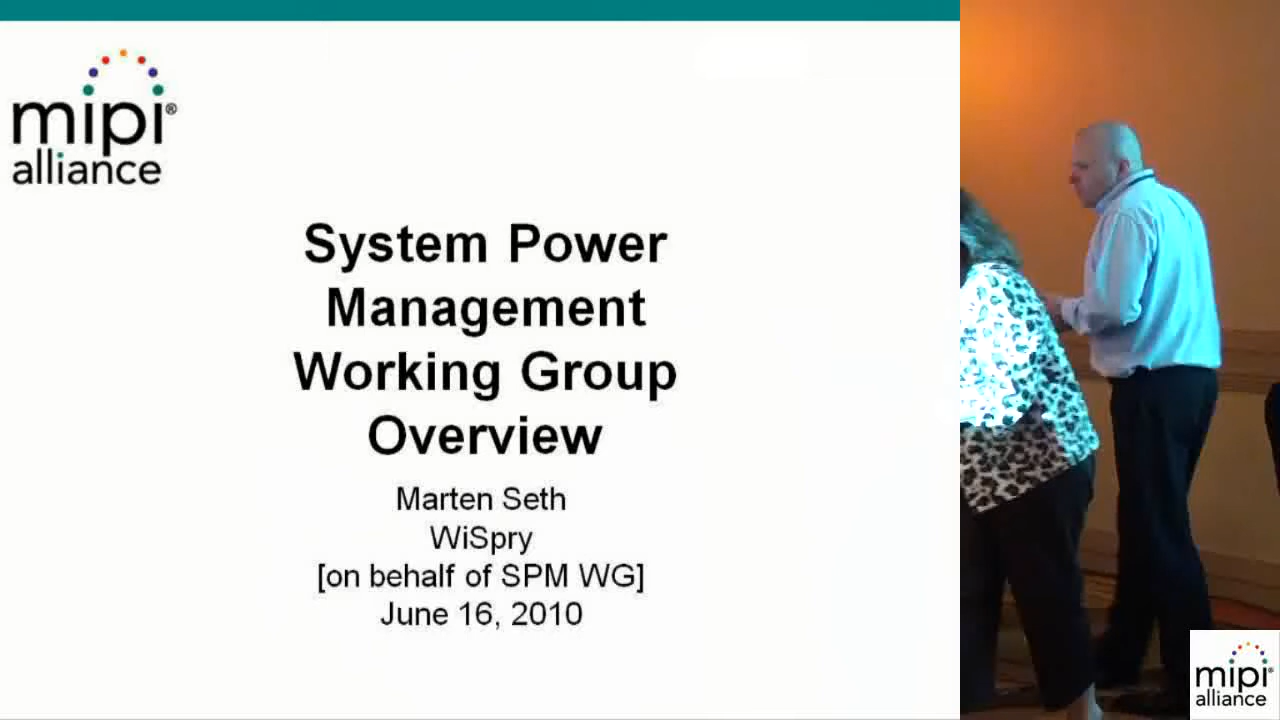 mipi®
alliance
System Power
Management
Working Group
Overview
Marten Seth
WiSpry
[on behalf of SPM WG]
June 16, 2010
mipi®
alliance